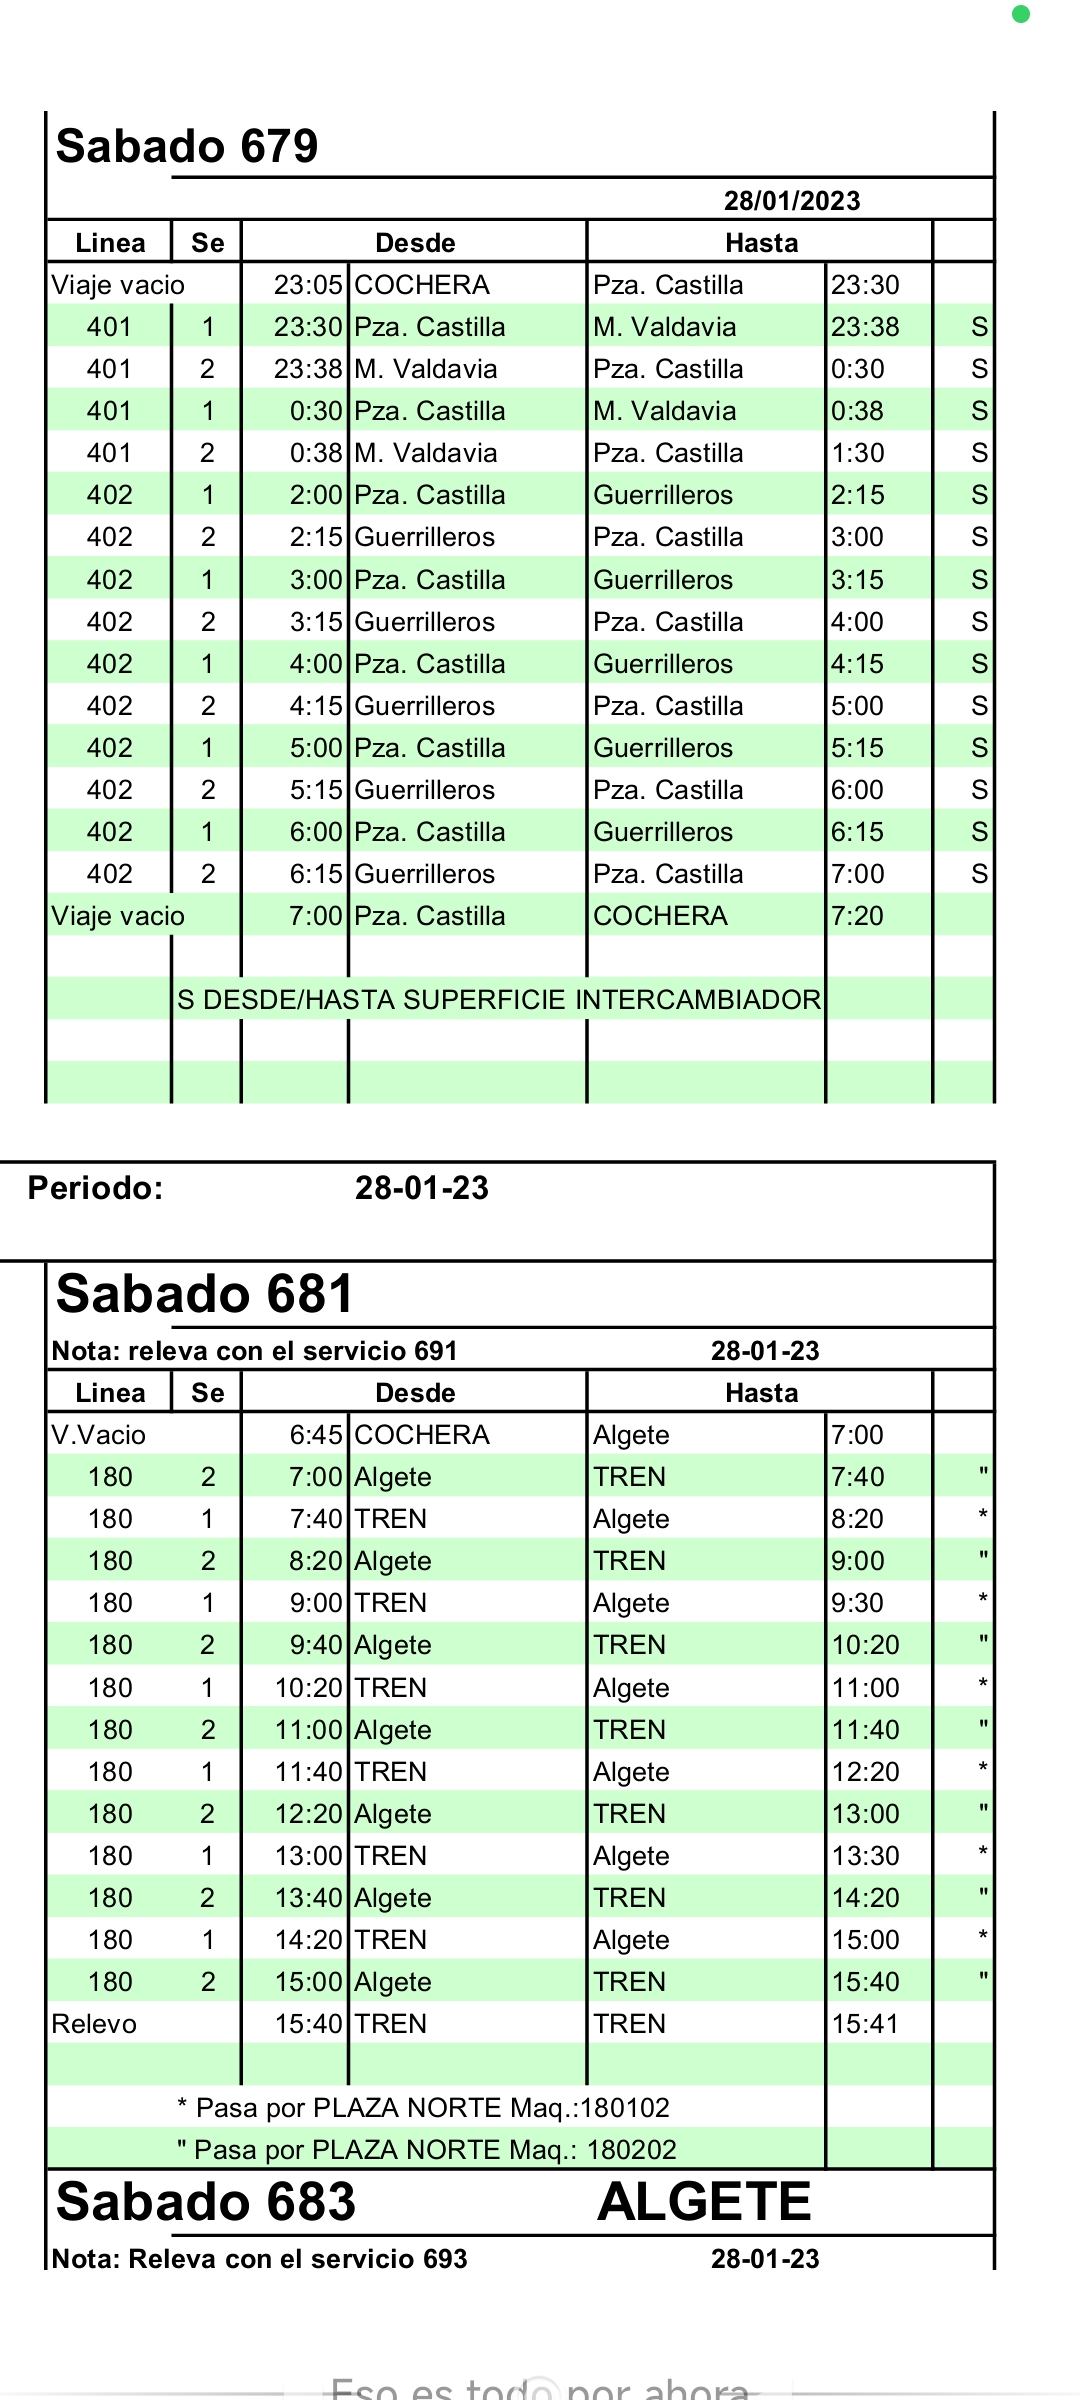 Sabado 679
28/01/2023
Linea Se Desde Hasta
Viaje vacio 23:05 COCHERA Pza. Castilla 23:30
401 1 23:30 Pza. Castilla M. Valdavia 23:38 S
401 2 23:38 M. Valdavia Pza. Castilla 0:30 S
401 1 0:30 Pza. Castilla M. Valdavia 0:38 S
401 2 0:38 M. Valdavia Pza. Castilla 1:30 S
402 1 2:00 Pza. Castilla Guerrilleros 2:15 S
402 2 2:15 Guerrilleros Pza. Castilla 3:00 S
402 1 3:00 Pza. Castilla Guerrilleros 3:15 S
402 2 3:15 Guerrilleros Pza. Castilla 4:00 S
402 1 4:00 Pza. Castilla Guerrilleros 4:15 S
402 2 4:15 Guerrilleros Pza. Castilla 5:00 S
402 1 5:00 Pza. Castilla Guerrilleros 5:15 S
402 2 5:15 Guerrilleros Pza. Castilla 6:00 S
402 1 6:00 Pza. Castilla Guerrilleros 6:15 S
402 2 6:15 Guerrilleros Pza. Castilla 7:00 S
Viaje vacio 7:00 Pza. Castilla COCHERA 7:20
S DESDE/HASTA SUPERFICIE INTERCAMBIADOR
Periodo: 28-01-23
Sabado 681
Nota: releva con el servicio 691 28-01-23
Linea Se Desde Hasta
V.Vacio 6:45 COCHERA Algete 7:00
180 2 7:00 Algete TREN 7:40 "
180 1 7:40 TREN Algete 8:20 *
180 2 8:20 Algete TREN 9:00 "
180 1 9:00 TREN Algete 9:30 *
180 2 9:40 Algete TREN 10:20 "
180 1 10:20 TREN Algete 11:00 *
180 2 11:00 Algete TREN 11:40 "
180 1 11:40 TREN Algete 12:20 *
180 2 12:20 Algete TREN 13:00 "
180 1 13:00 TREN Algete 13:30 *
180 2 13:40 Algete TREN 14:20 "
180 1 14:20 TREN Algete 15:00 *
180 2 15:00 Algete TREN 15:40 "
Relevo 15:40 TREN TREN 15:41
* Pasa por PLAZA NORTE Maq.:180102
" Pasa por PLAZA NORTE Maq.: 180202
Sabado 683 ALGETE
Nota: Releva con el servicio 693 28-01-23
Eso es todo por ahora